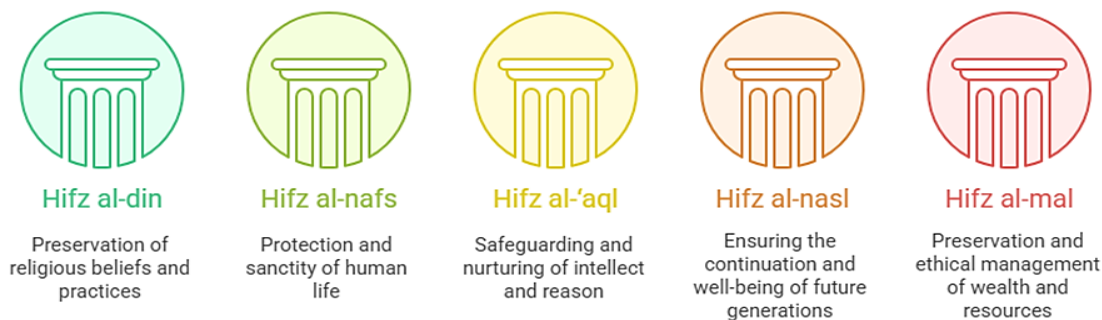 Hifz al-din
Preservation of
religious beliefs and
practices
Hifz al-nafs
Protection and
sanctity of human
life
Hifz al-‘aql
Safeguarding and
nurturing of intellect
and reason
Hifz al-nasl
Ensuring the
continuation and
well-being of future
generations
Hifz al-mal
Preservation and
ethical management
of wealth and
resources